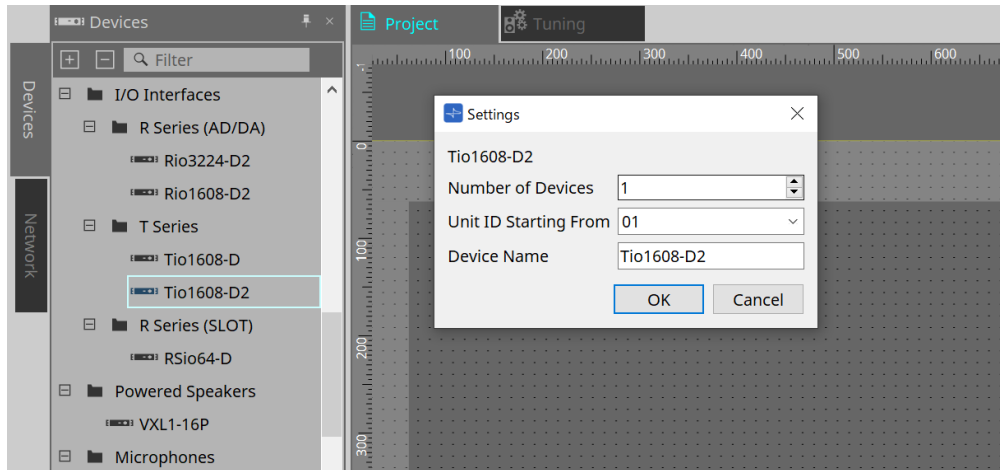 Devices
Project
Tuning
Filter
Devices
Network
I/O Interfaces
R Series (AD/DA)
Rio3224-D2
Rio1608-D2
T Series
Tio1608-D
Tio1608-D2
R Series (SLOT)
RSio64-D
Powered Speakers
VXL1-16P
Microphones
100 200 300 400 500 600
-1
0
100
200
300
Settings
Tio1608-D2
Number of Devices 1
Unit ID Starting From 01
Device Name Tio1608-D2
OK Cancel